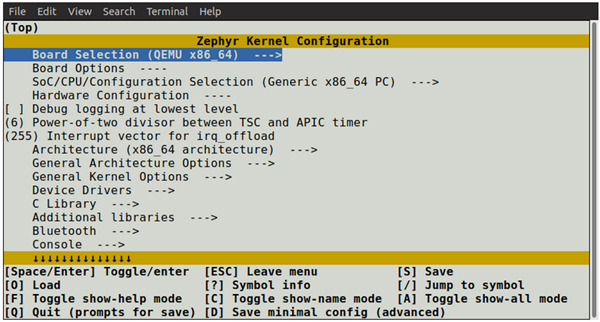 File Edit View Search Terminal Help
(Top)
Zephyr Kernel Configuration
Board Selection (QEMU x86_64) --->
Board Options ----
SoC/CPU/Configuration Selection (Generic x86_64 PC) --->
Hardware Configuration ----
[ ] Debug logging at lowest level
(6) Power-of-two divisor between TSC and APIC timer
(255) Interrupt vector for irq_offload
Architecture (x86_64 architecture) --->
General Architecture Options --->
General Kernel Options --->
Device Drivers --->
C Library --->
Additional libraries --->
Bluetooth --->
Console --->
↓↓↓↓↓↓↓↓↓↓↓↓↓↓
[Space/Enter] Toggle/enter [ESC] Leave menu [S] Save
[O] Load [?] Symbol info [/] Jump to symbol
[F] Toggle show-help mode [C] Toggle show-name mode [A] Toggle show-all mode
[Q] Quit (prompts for save) [D] Save minimal config (advanced)